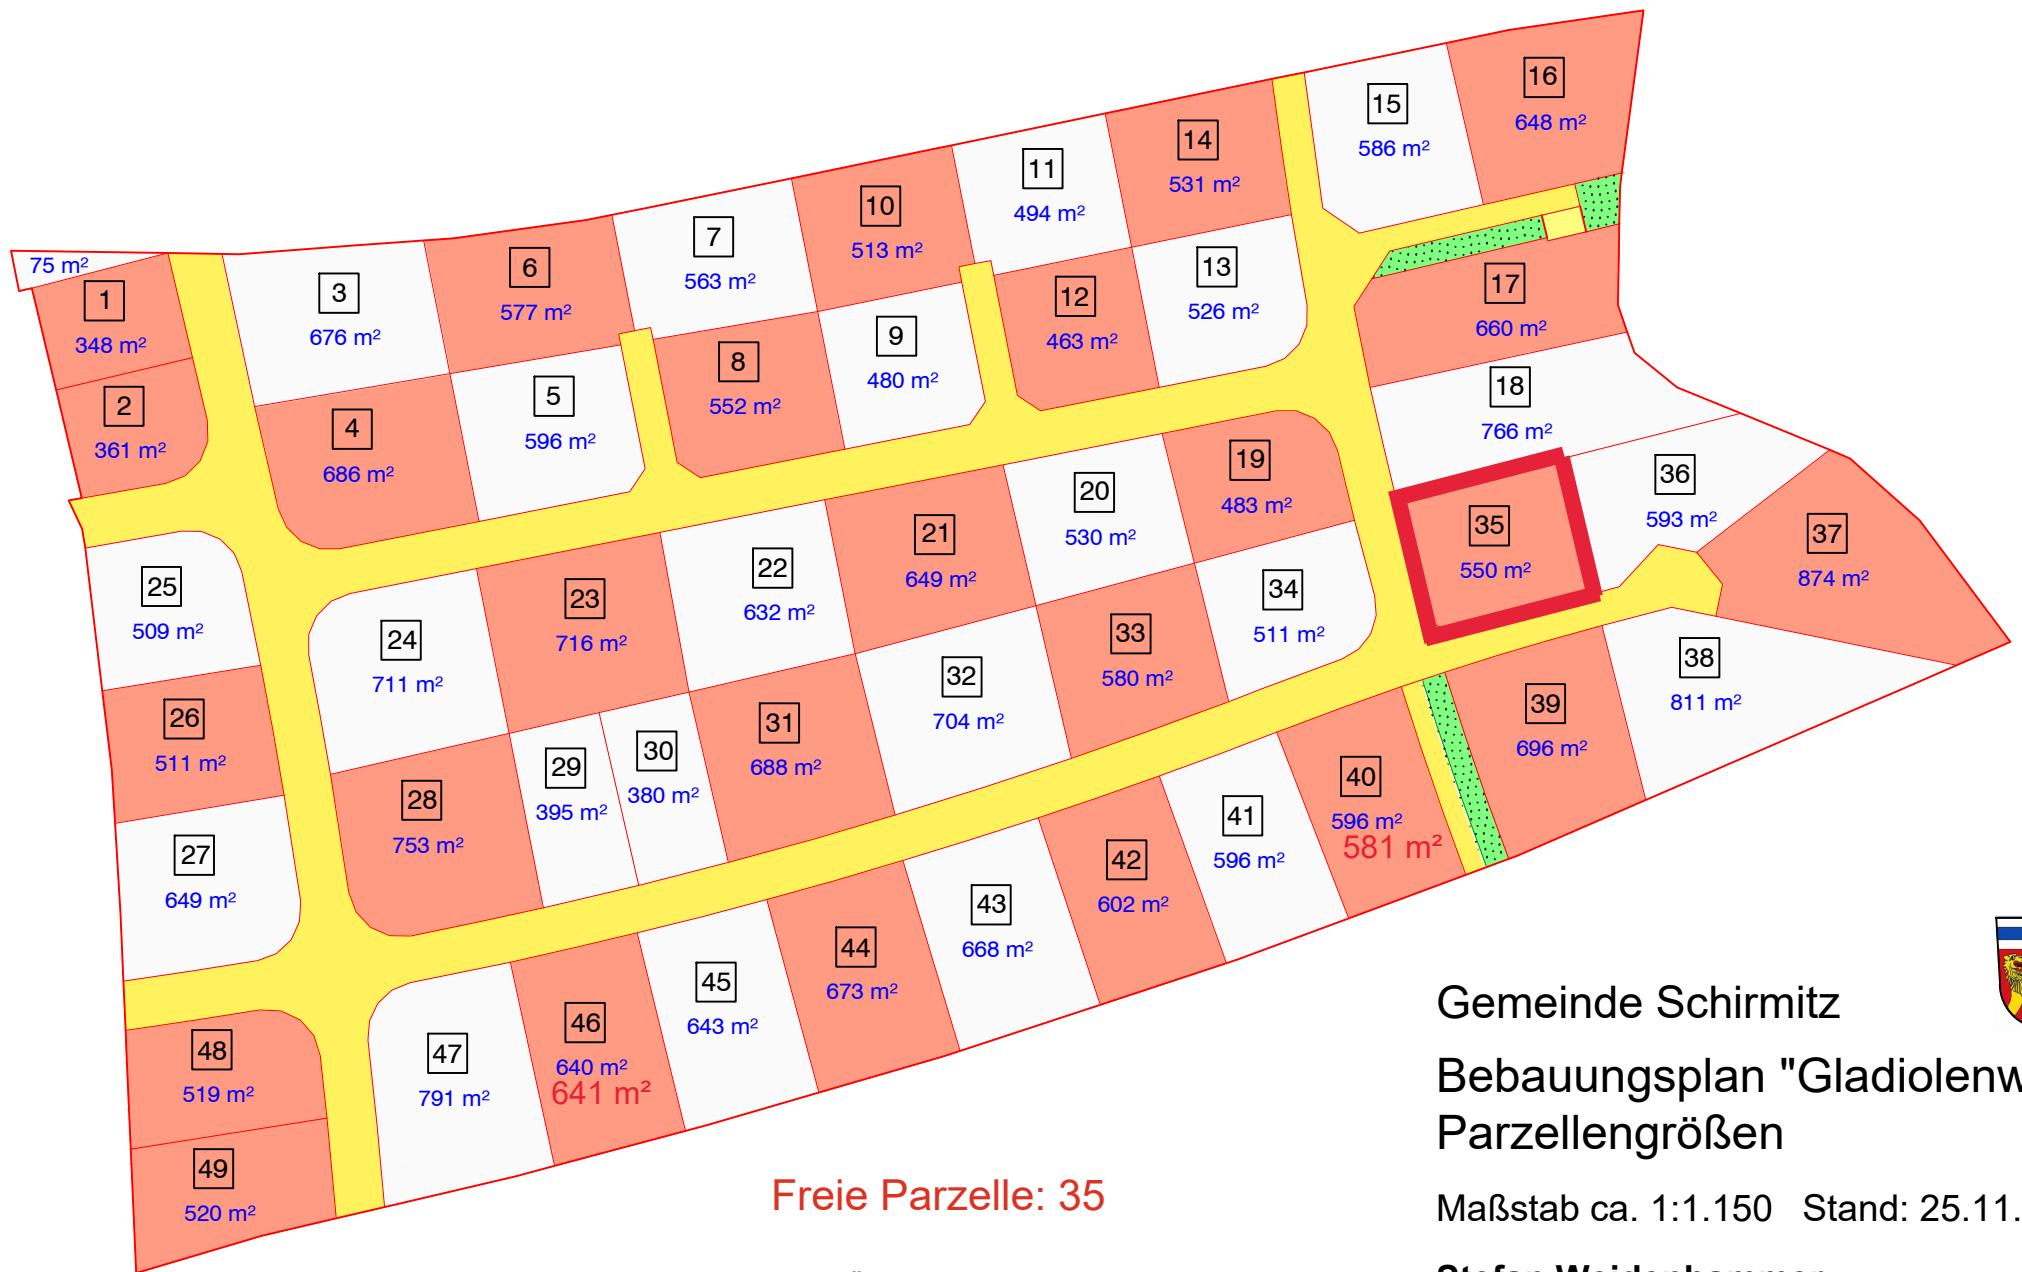 75 m²
1
348 m²
2
361 m²
3
676 m²
4
686 m²
5
596 m²
6
577 m²
7
563 m²
8
552 m²
9
480 m²
10
513 m²
11
494 m²
12
463 m²
13
526 m²
14
531 m²
15
586 m²
16
648 m²
17
660 m²
18
766 m²
19
483 m²
20
530 m²
21
649 m²
22
632 m²
23
716 m²
24
711 m²
25
509 m²
26
511 m²
27
649 m²
28
753 m²
29
395 m²
30
380 m²
31
688 m²
32
704 m²
33
580 m²
34
511 m²
35
550 m²
36
593 m²
37
874 m²
38
811 m²
39
696 m²
40
596 m²
581 m²
41
596 m²
42
602 m²
43
668 m²
44
673 m²
45
643 m²
46
640 m²
641 m²
47
791 m²
48
519 m²
49
520 m²
Freie Parzelle: 35
Gemeinde Schirmitz
Bebauungsplan "Gladiolenw
Parzellengrößen
Maßstab ca. 1:1.150 Stand: 25.11.